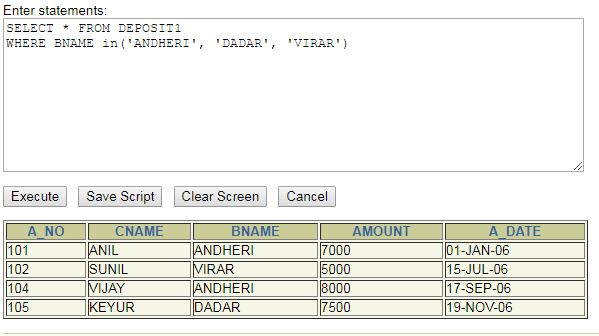 Enter statements:
SELECT * FROM DEPOSIT1
WHERE BNAME in('ANDHERI', 'DADAR', 'VIRAR')
Execute Save Script Clear Screen Cancel
A_NO CNAME BNAME AMOUNT A_DATE
101 ANIL ANDHERI 7000 01-JAN-06
102 SUNIL VIRAR 5000 15-JUL-06
104 VIJAY ANDHERI 8000 17-SEP-06
105 KEYUR DADAR 7500 19-NOV-06